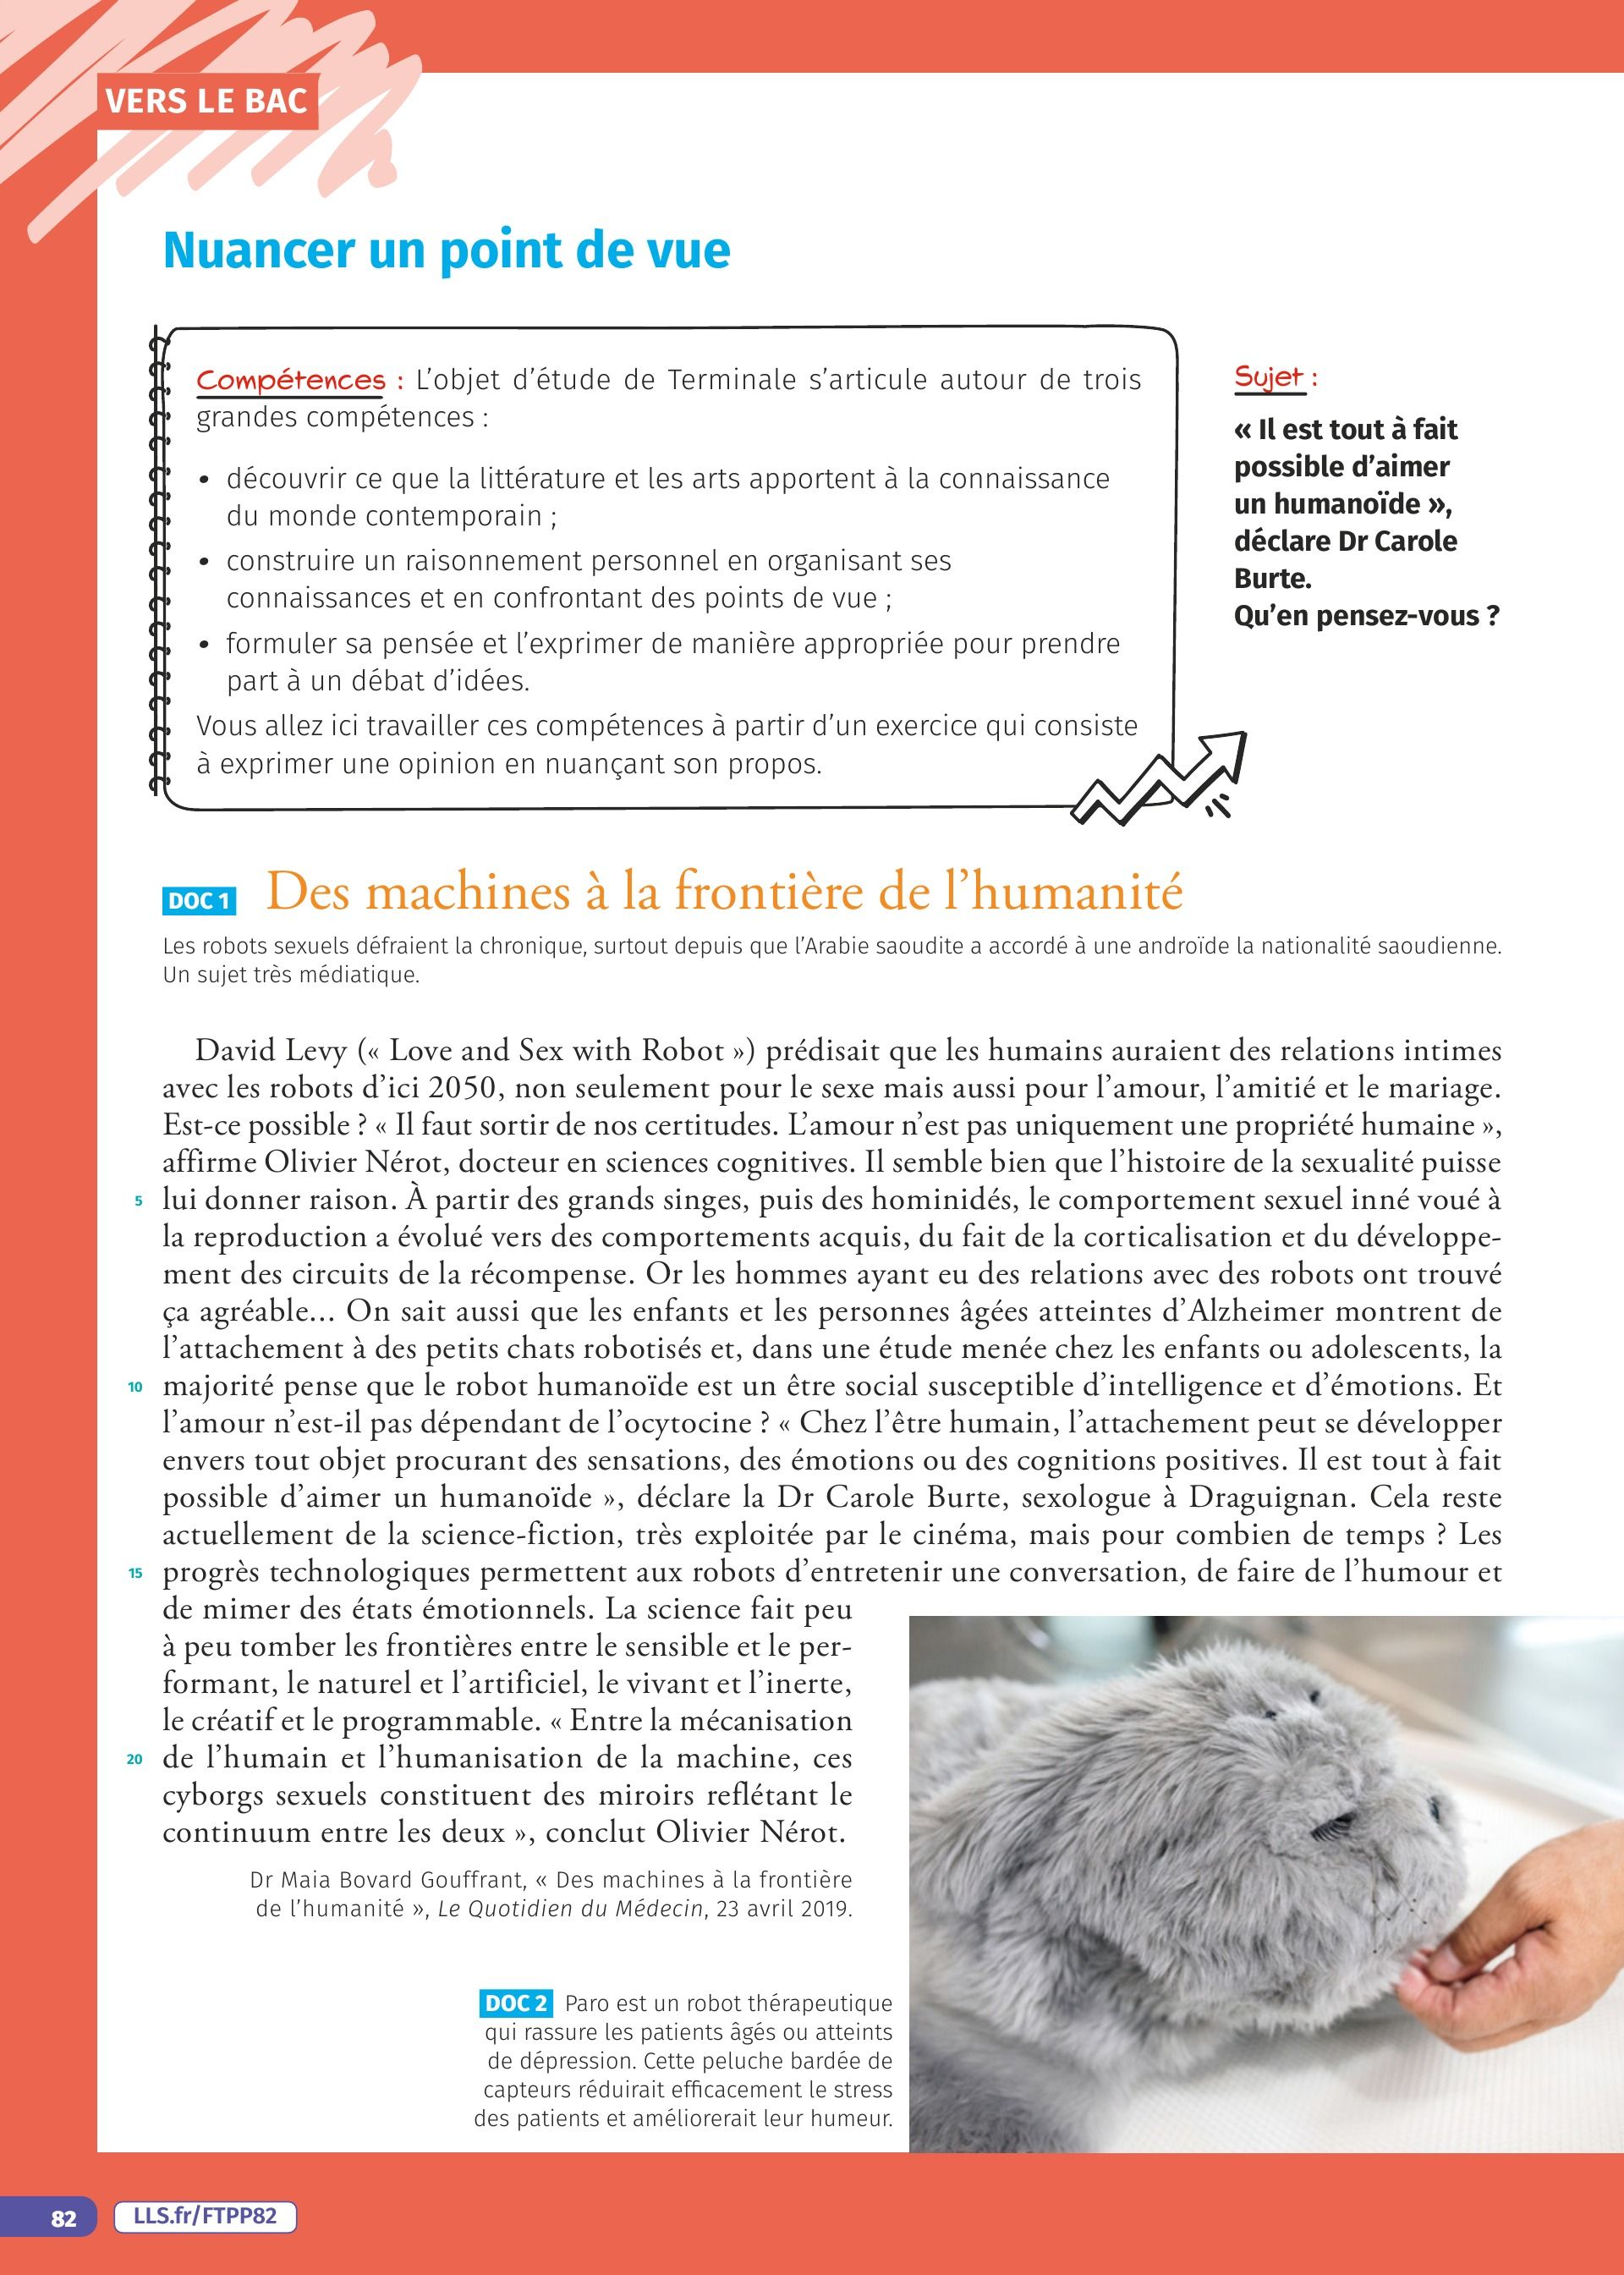 VERS LE BAC
Nuancer un point de vue
Compétences : L’objet d’étude de Terminale s’articule autour de trois
grandes compétences :
• découvrir ce que la littérature et les arts apportent à la connaissance
du monde contemporain ;
• construire un raisonnement personnel en organisant ses
connaissances et en confrontant des points de vue ;
• formuler sa pensée et l’exprimer de manière appropriée pour prendre
part à un débat d’idées.
Vous allez ici travailler ces compétences à partir d’un exercice qui consiste
à exprimer une opinion en nuançant son propos.
Sujet :
« Il est tout à fait
possible d’aimer
un humanoïde »,
déclare Dr Carole
Burte.
Qu’en pensez-vous ?
DOC 1 Des machines à la frontière de l’humanité
Les robots sexuels défraient la chronique, surtout depuis que l’Arabie saoudite a accordé à une androïde la nationalité saoudienne.
Un sujet très médiatique.
David Levy (« Love and Sex with Robot ») prédisait que les humains auraient des relations intimes
avec les robots d’ici 2050, non seulement pour le sexe mais aussi pour l’amour, l’amitié et le mariage.
Est-ce possible ? « Il faut sortir de nos certitudes. L’amour n’est pas uniquement une propriété humaine »,
affirme Olivier Nérot, docteur en sciences cognitives. Il semble bien que l’histoire de la sexualité puisse
5 lui donner raison. À partir des grands singes, puis des hominidés, le comportement sexuel inné voué à
la reproduction a évolué vers des comportements acquis, du fait de la corticalisation et du développe-
ment des circuits de la récompense. Or les hommes ayant eu des relations avec des robots ont trouvé
ça agréable... On sait aussi que les enfants et les personnes âgées atteintes d’Alzheimer montrent de
l’attachement à des petits chats robotisés et, dans une étude menée chez les enfants ou adolescents, la
10 majorité pense que le robot humanoïde est un être social susceptible d’intelligence et d’émotions. Et
l’amour n’est-il pas dépendant de l’ocytocine ? « Chez l’être humain, l’attachement peut se développer
envers tout objet procurant des sensations, des émotions ou des cognitions positives. Il est tout à fait
possible d’aimer un humanoïde », déclare la Dr Carole Burte, sexologue à Draguignan. Cela reste
actuellement de la science-fiction, très exploitée par le cinéma, mais pour combien de temps ? Les
15 progrès technologiques permettent aux robots d’entretenir une conversation, de faire de l’humour et
de mimer des états émotionnels. La science fait peu
à peu tomber les frontières entre le sensible et le per-
formant, le naturel et l’artificiel, le vivant et l’inerte,
le créatif et le programmable. « Entre la mécanisation
20 de l’humain et l’humanisation de la machine, ces
cyborgs sexuels constituent des miroirs reflétant le
continuum entre les deux », conclut Olivier Nérot.
Dr Maia Bovard Gouffrant, « Des machines à la frontière
de l’humanité », Le Quotidien du Médecin, 23 avril 2019.
DOC 2 Paro est un robot thérapeutique
qui rassure les patients âgés ou atteints
de dépression. Cette peluche bardée de
capteurs réduirait efficacement le stress
des patients et améliorerait leur humeur.
82
LLS.fr/FTPP82